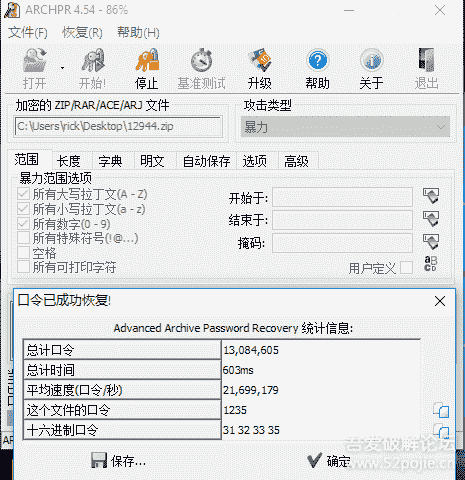 ARCHPR 4.54 - 86%
文件(F) 恢复(R) 帮助(H)
打开 开始! 停止 基准测试 升级 帮助 关于 退出
加密的 ZIP/RAR/ACE/ARJ 文件 攻击类型
C:\Users\rick\Desktop\12944.zip 暴力
范围 长度 字典 明文 自动保存 选项 高级
暴力范围选项
所有大写拉丁文(A - Z) 开始于:
所有小写拉丁文(a - z)
所有数字(0 - 9) 结束于:
所有特殊符号(!@...)
空格 掩码:
所有可打印字符 用户定义
口令已成功恢复!
Advanced Archive Password Recovery 统计信息:
总计口令 13,084,605
总计时间 603ms
平均速度(口令/秒) 21,699,179
这个文件的口令 1235
十六进制口令 31 32 33 35
保存... 确定
吾爱破解论坛
www.52pojie.cn